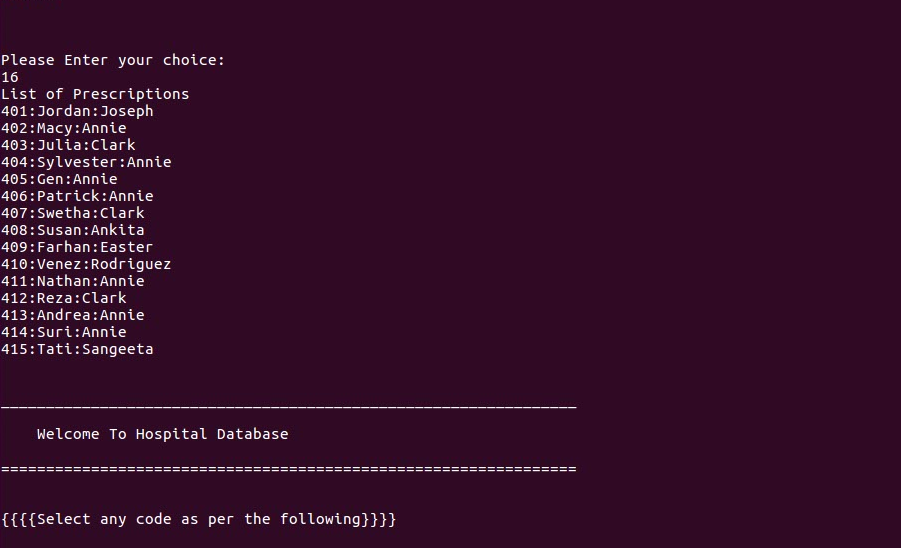 Please Enter your choice:
16
List of Prescriptions
401:Jordan:Joseph
402:Macy:Annie
403:Julia:Clark
404:Sylvester:Annie
405:Gen:Annie
406:Patrick:Annie
407:Swetha:Clark
408:Susan:Ankita
409:Farhan:Easter
410:Venez:Rodriguez
411:Nathan:Annie
412:Reza:Clark
413:Andrea:Annie
414:Suri:Annie
415:Tati:Sangeeta
________________________________________________________________
Welcome To Hospital Database
================================================================
{{{{Select any code as per the following}}}}